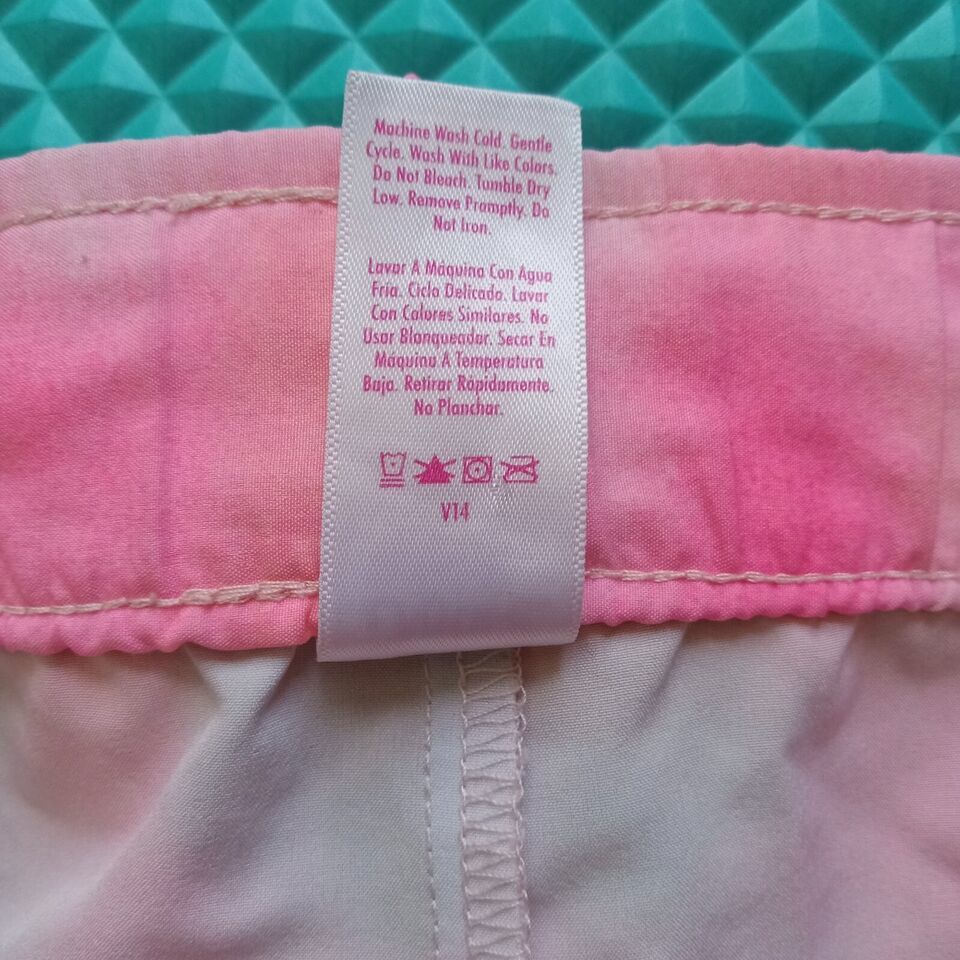 Machine Wash Cold. Gentle
Cycle. Wash With Like Colors.
Do Not Bleach. Tumble Dry
Low. Remove Promptly. Do
Not Iron.
Lavar A Máquina Con Agua
Fria. Ciclo Delicado. Lavar
Con Colores Similares. No
Usar Blanqueador. Secar En
Maquina A Temperatura
Baja. Retirar Rápidamente.
No Planchar.
V14